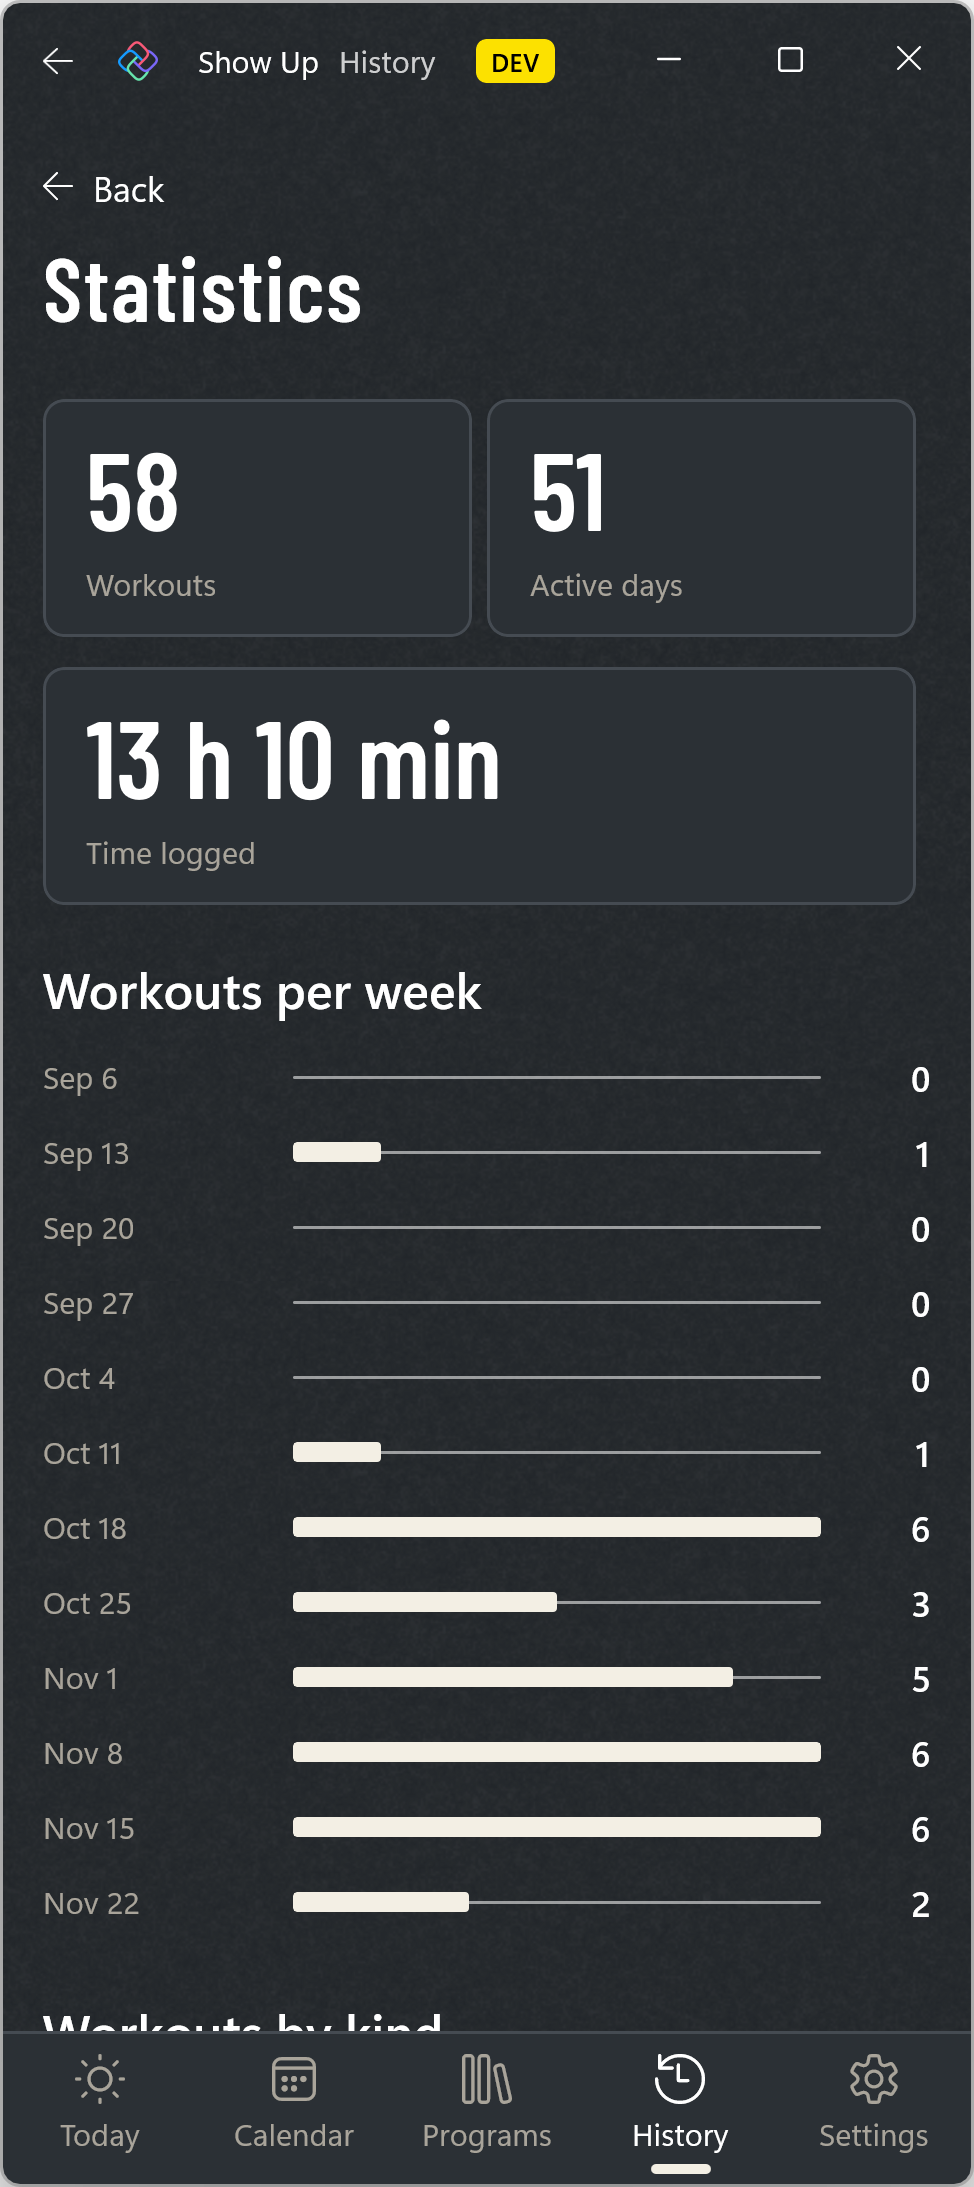 Show Up History DEV
Back
Statistics
58
Workouts
51
Active days
13 h 10 min
Time logged
Workouts per week
Sep 6 0
Sep 13 1
Sep 20 0
Sep 27 0
Oct 4 0
Oct 11 1
Oct 18 6
Oct 25 3
Nov 1 5
Nov 8 6
Nov 15 6
Nov 22 2
Workouts by kind
Today Calendar Programs History Settings